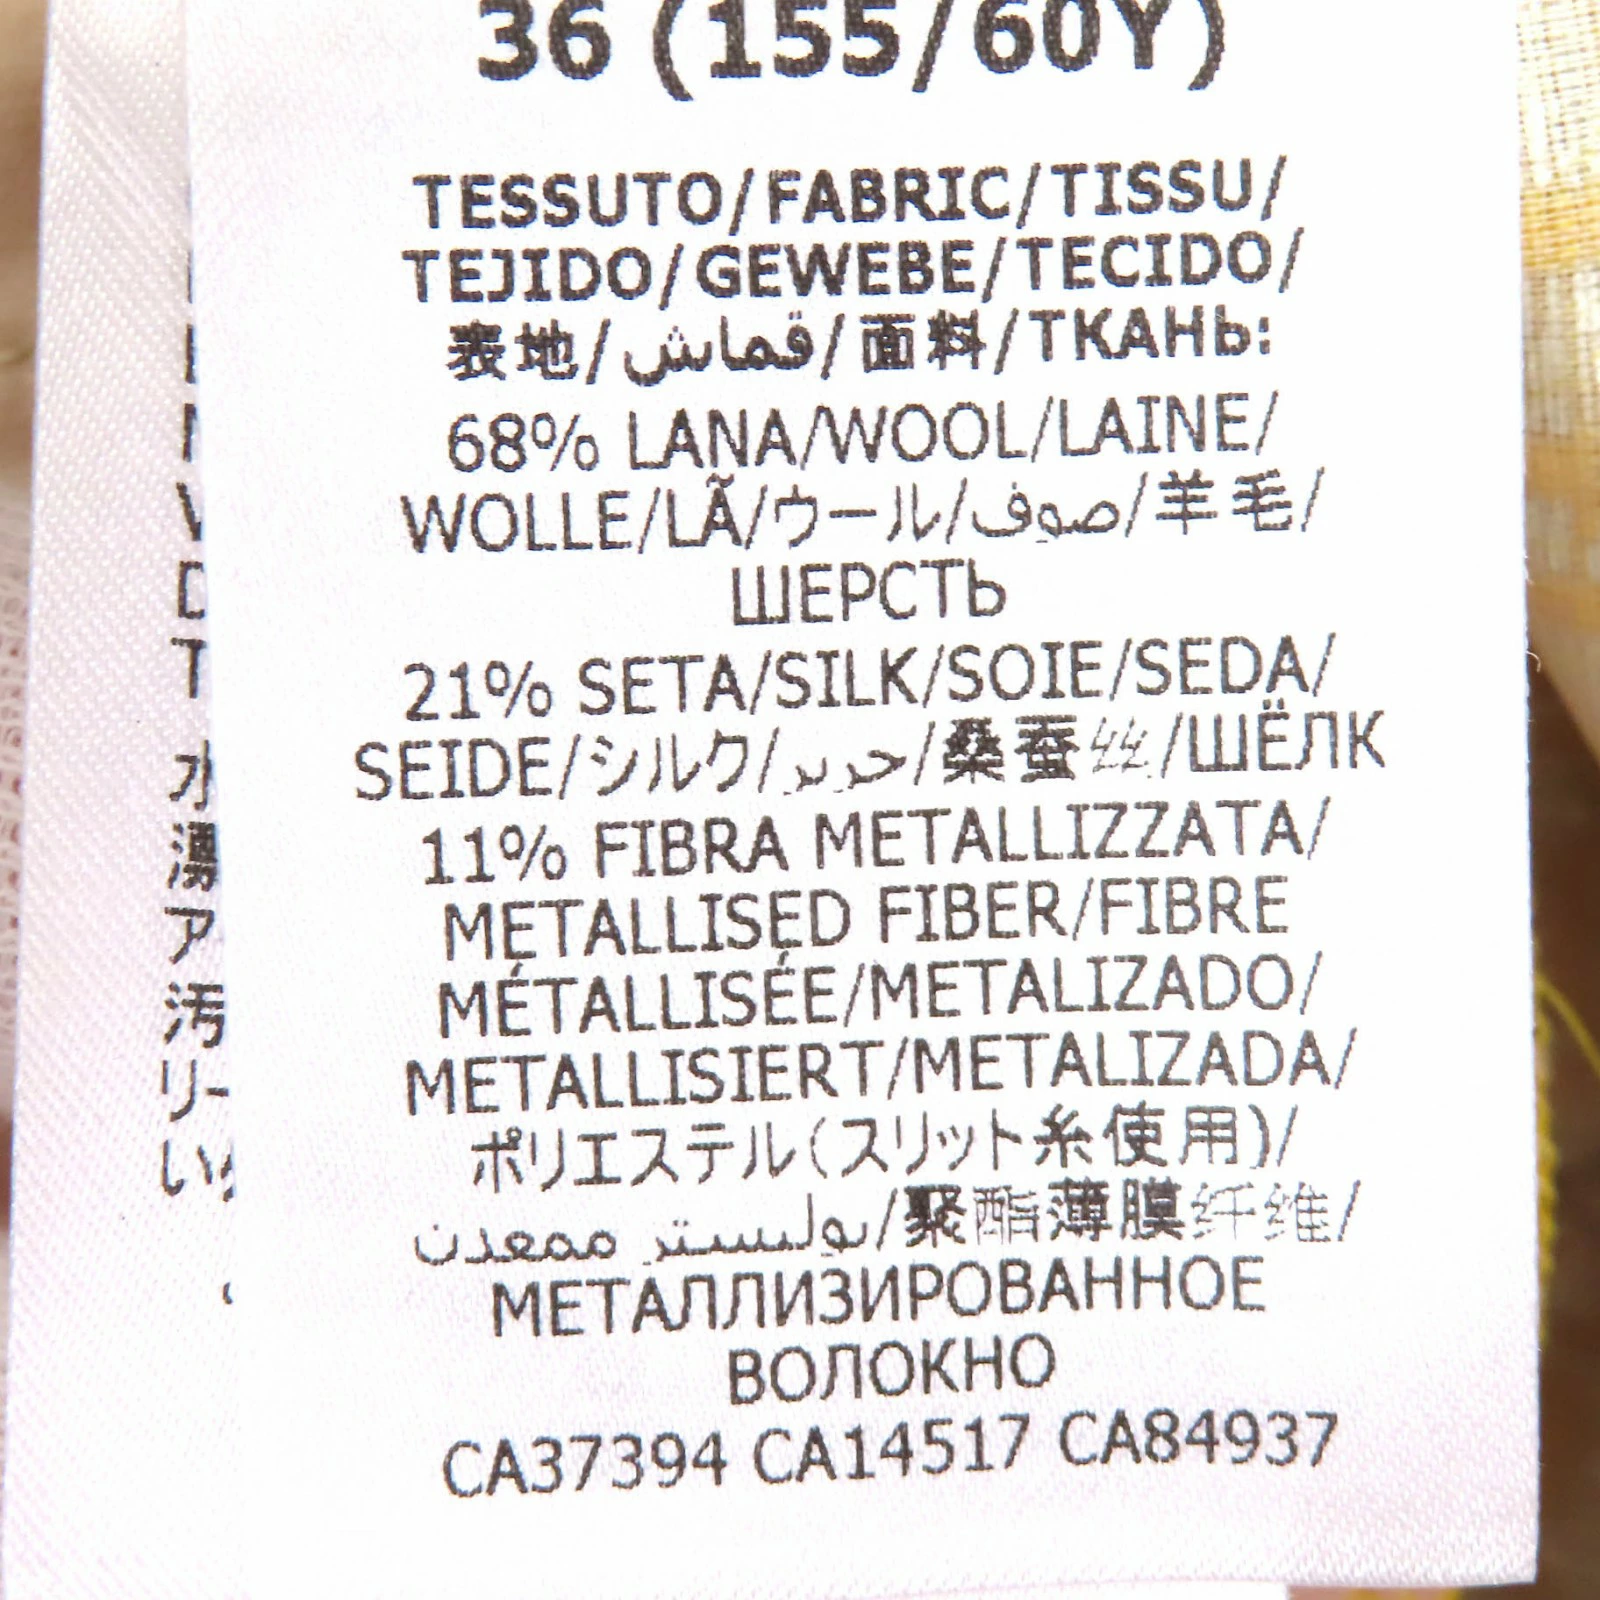 36 (155/60Y)
TESSUTO/FABRIC/TISSU/
TEJIDO/GEWEBE/TECIDO/
表地/قماش/面料/ТКАНЬ:
68% LANA/WOOL/LAINE/
WOLLE/LÃ/ウール/صوف/羊毛/
ШЕРСТЬ
21% SETA/SILK/SOIE/SEDA/
SEIDE/シルク/حرير/桑蚕丝/ШЁЛК
11% FIBRA METALLIZZATA/
METALLISED FIBER/FIBRE
MÉTALLISÉE/METALIZADO/
METALLISIERT/METALIZADA/
ポリエステル(スリット糸使用)/
بوليستر ممعدن/聚酯薄膜纤维/
МЕТАЛЛИЗИРОВАННОЕ
ВОЛОКНО
CA37394 CA14517 CA84937